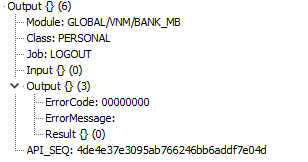 Output {} (6)
Module: GLOBAL/VNM/BANK_MB
Class: PERSONAL
Job: LOGOUT
Input {} (0)
Output {} (3)
ErrorCode: 00000000
ErrorMessage:
Result {} (0)
API_SEQ: 4de4e37e3095ab766246bb6addf7e04d